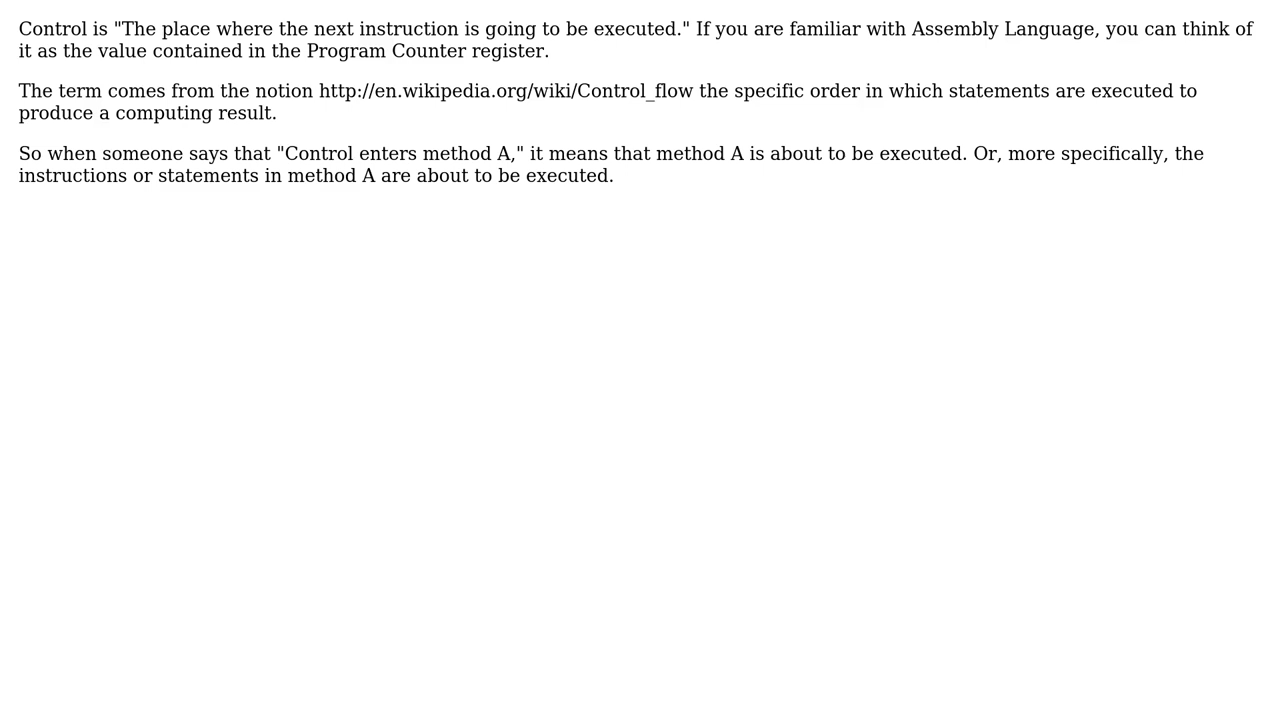 Control is "The place where the next instruction is going to be executed." If you are familiar with Assembly Language, you can think of
it as the value contained in the Program Counter register.
The term comes from the notion http://en.wikipedia.org/wiki/Control_flow the specific order in which statements are executed to
produce a computing result.
So when someone says that "Control enters method A," it means that method A is about to be executed. Or, more specifically, the
instructions or statements in method A are about to be executed.